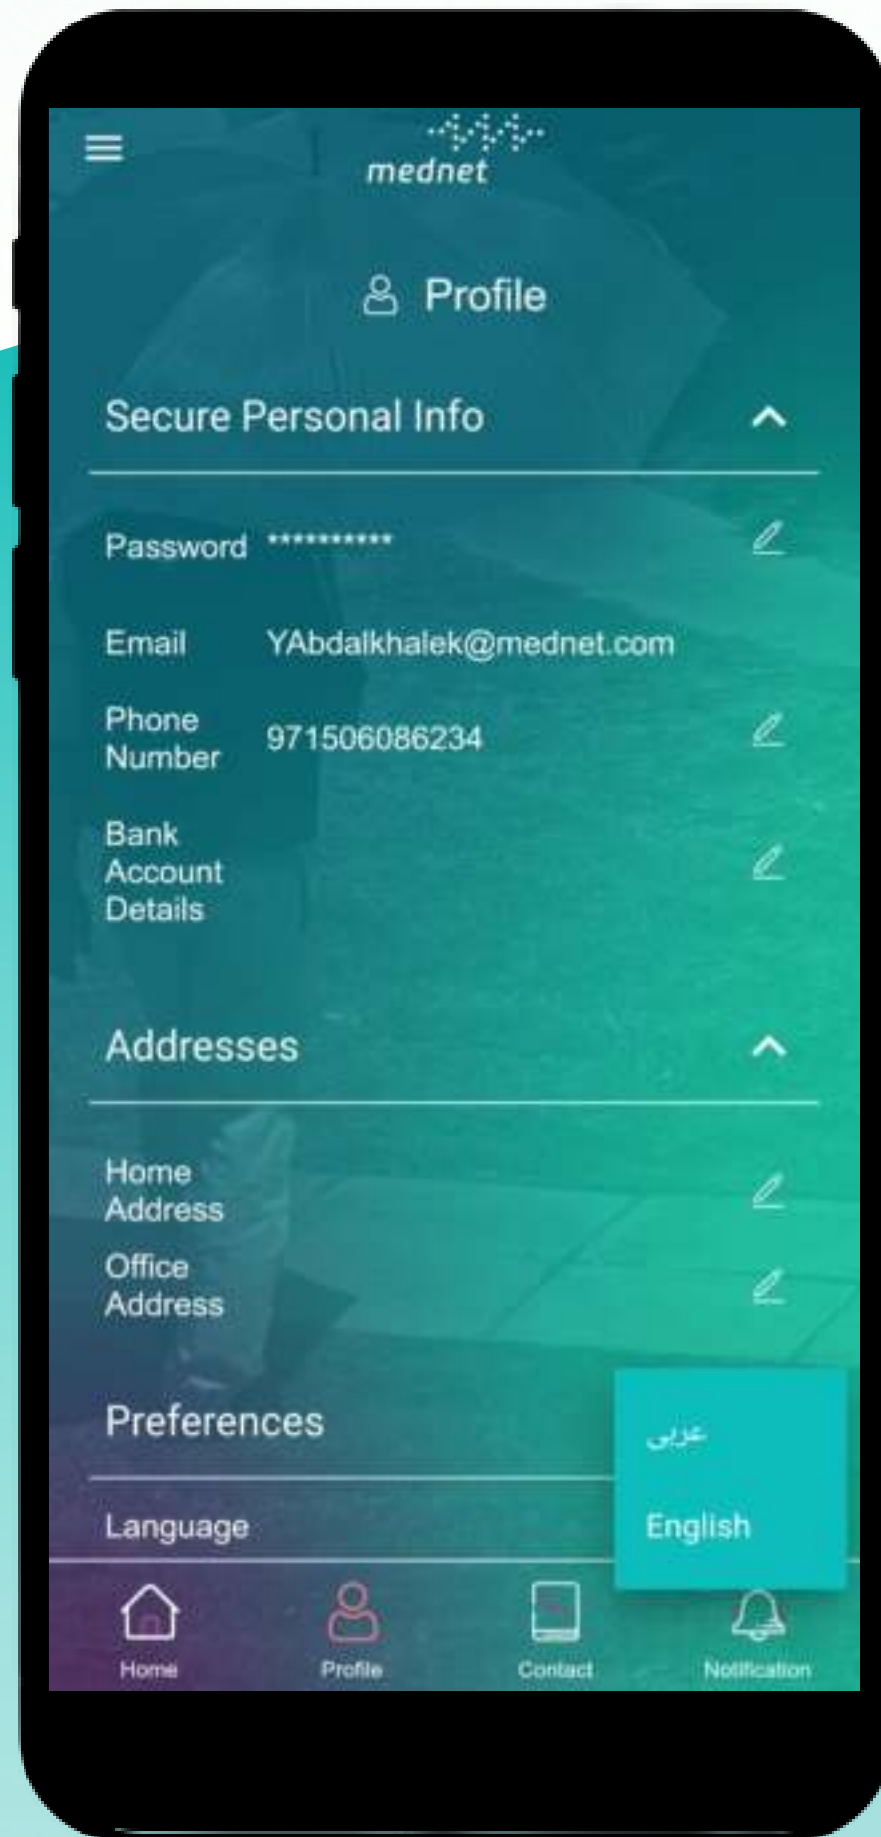 mednet
Profile
Secure Personal Info
Password **********
Email YAbdalkhalek@mednet.com
Phone
Number 971506086234
Bank
Account
Details
Addresses
Home
Address
Office
Address
Preferences
عربى
Language
English
Home Profile Contact Notification